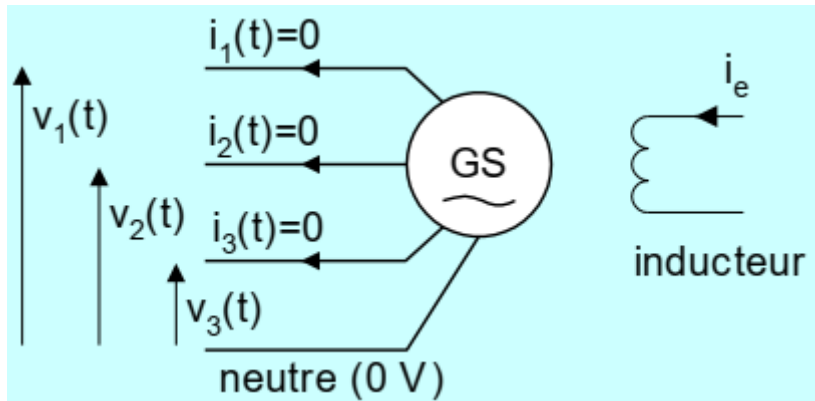 i₁(t)=0
v₁(t)
i₂(t)=0
v₂(t)
i₃(t)=0
v₃(t)
neutre (0 V)
GS
iₑ
inducteur